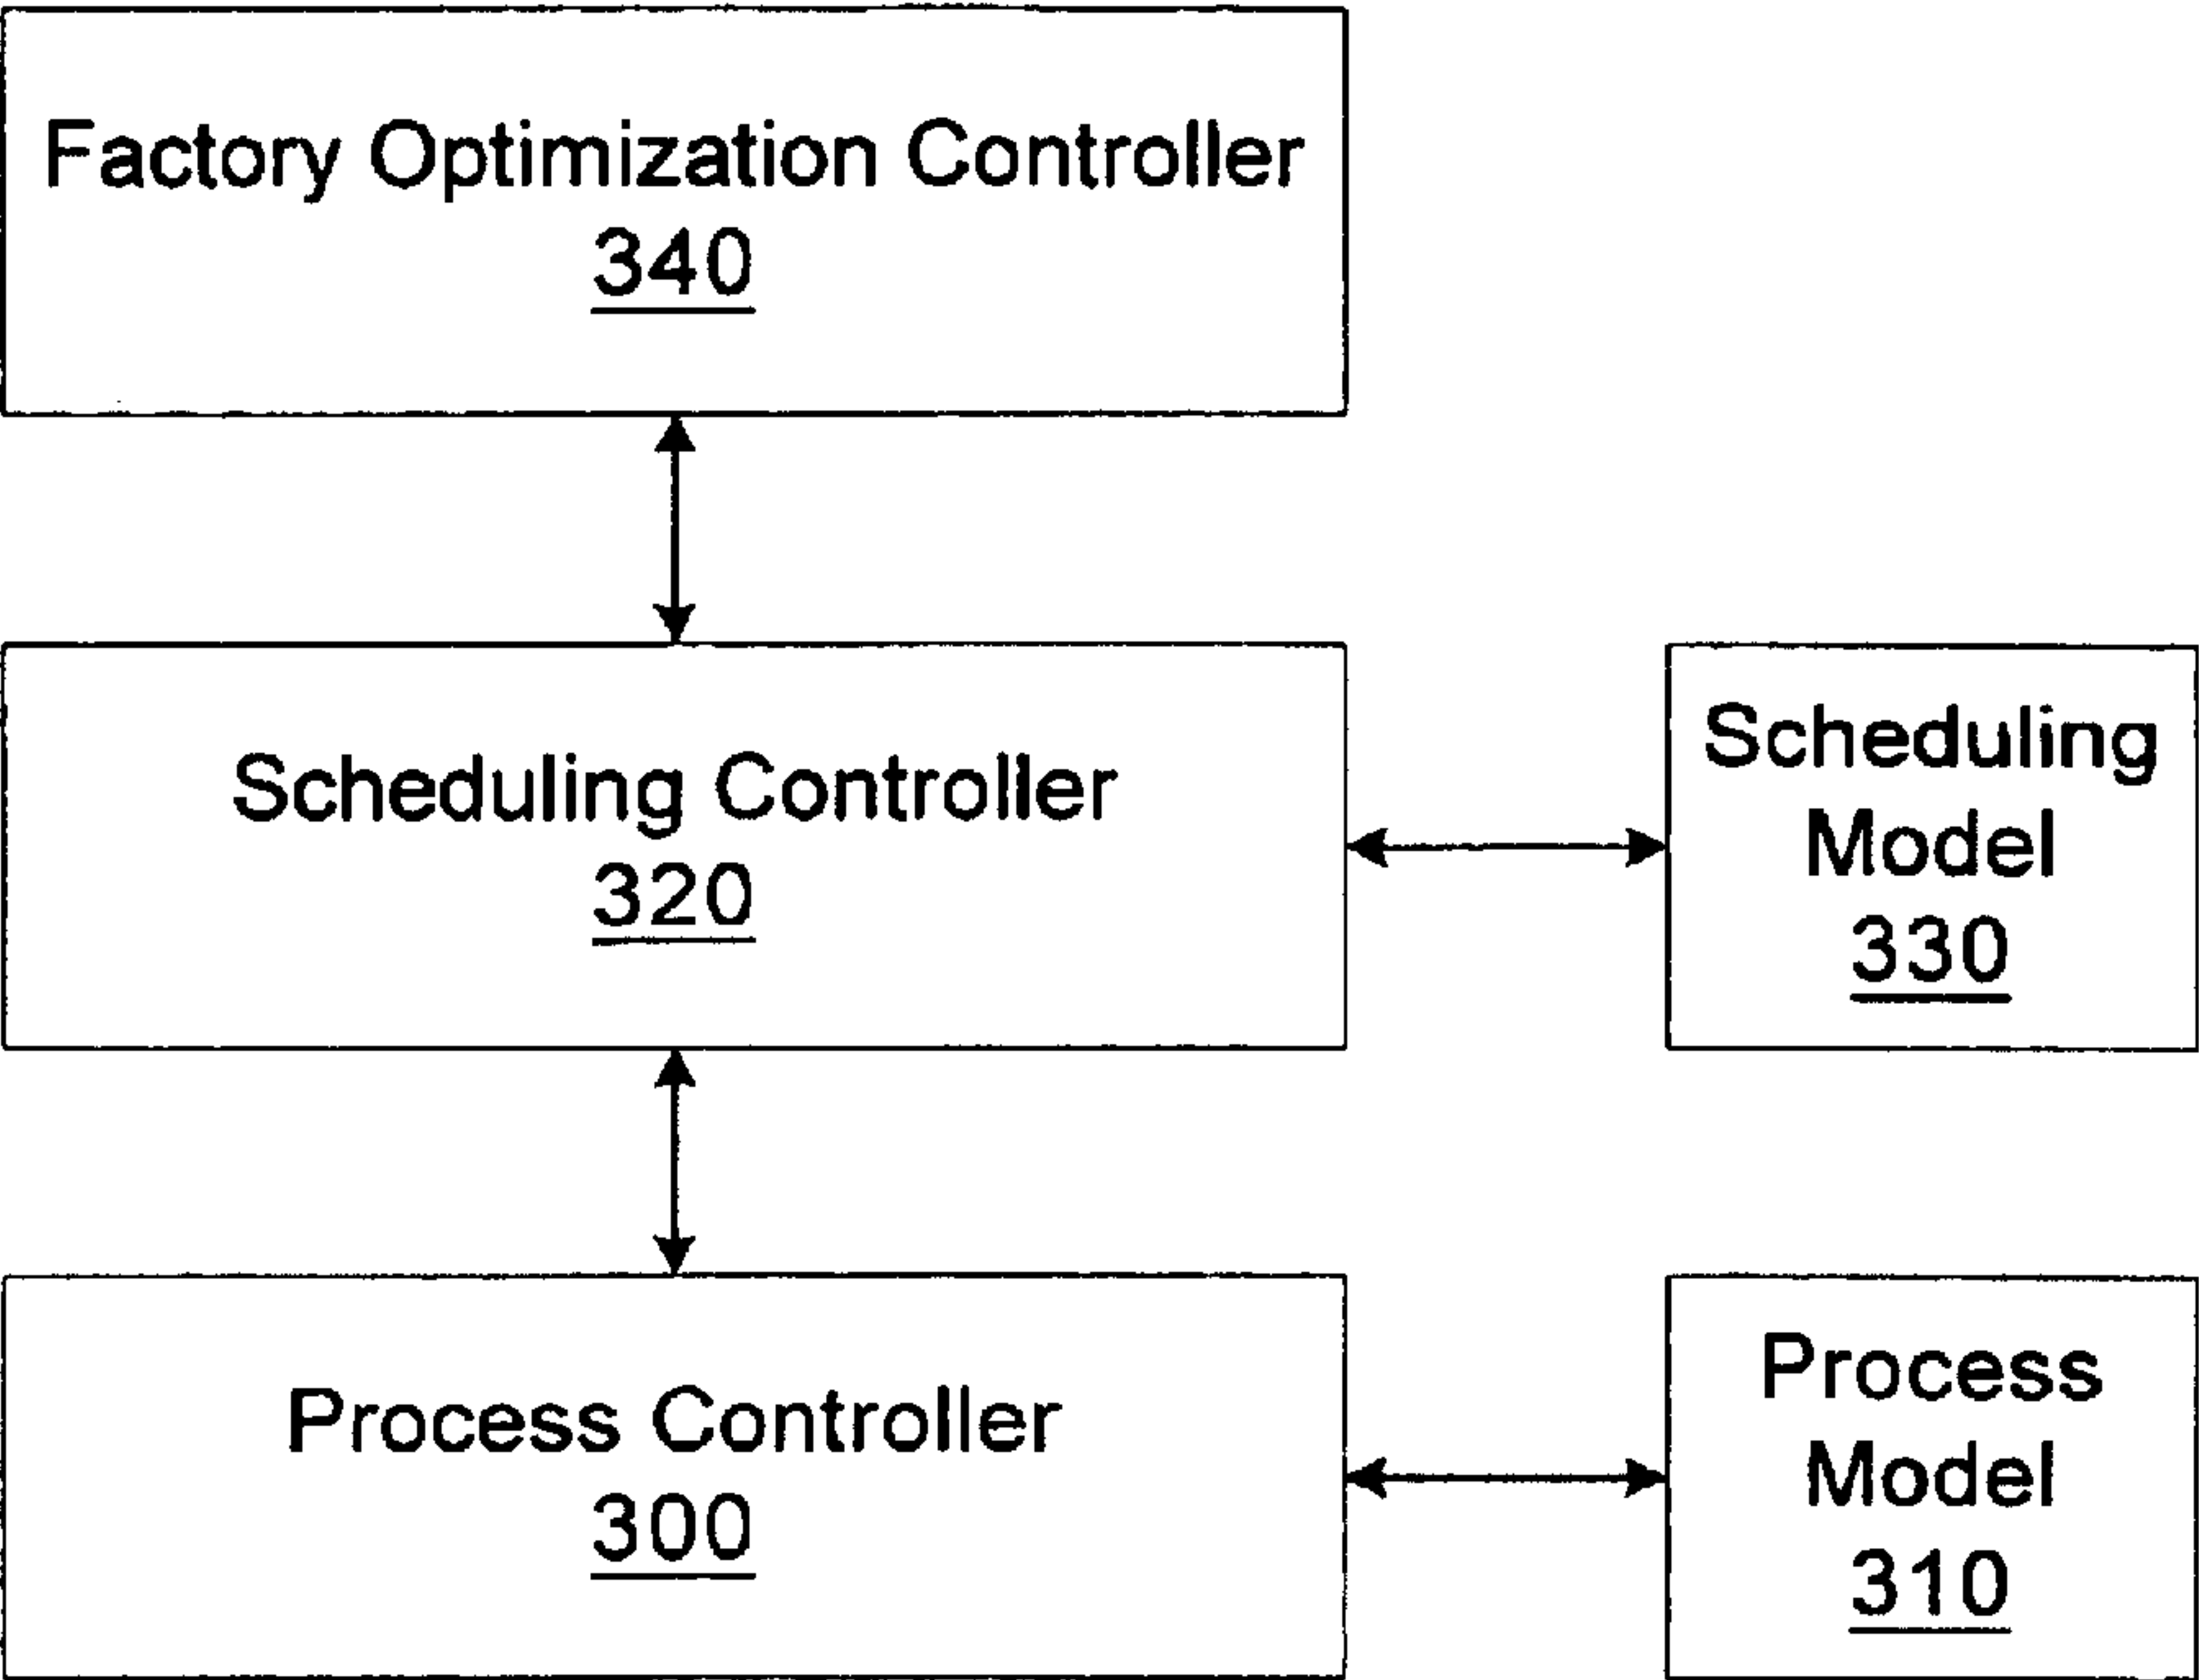 Factory Optimization Controller
340
Scheduling Controller
320
Scheduling
Model
330
Process Controller
300
Process
Model
310